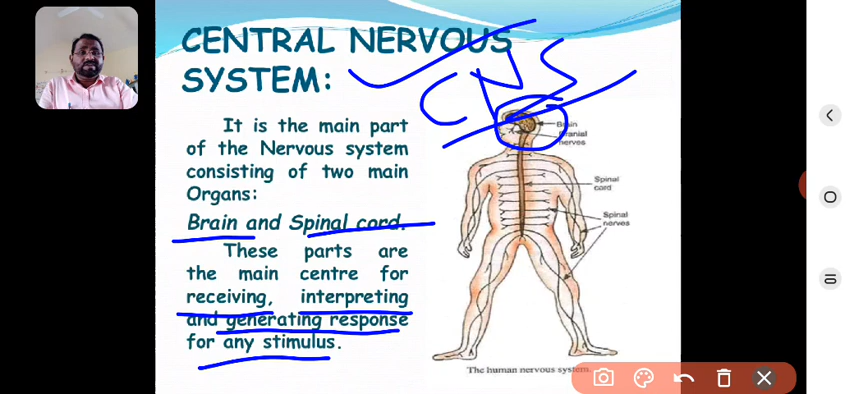 CENTRAL NERVOUS
SYSTEM:
CNS
It is the main part
of the Nervous system
consisting of two main
Organs:
Brain and Spinal cord.
These parts are
the main centre for
receiving, interpreting
and generating response
for any stimulus.
Brain
Cranial
nerves
Spinal
cord
Spinal
nerves
The human nervous system.